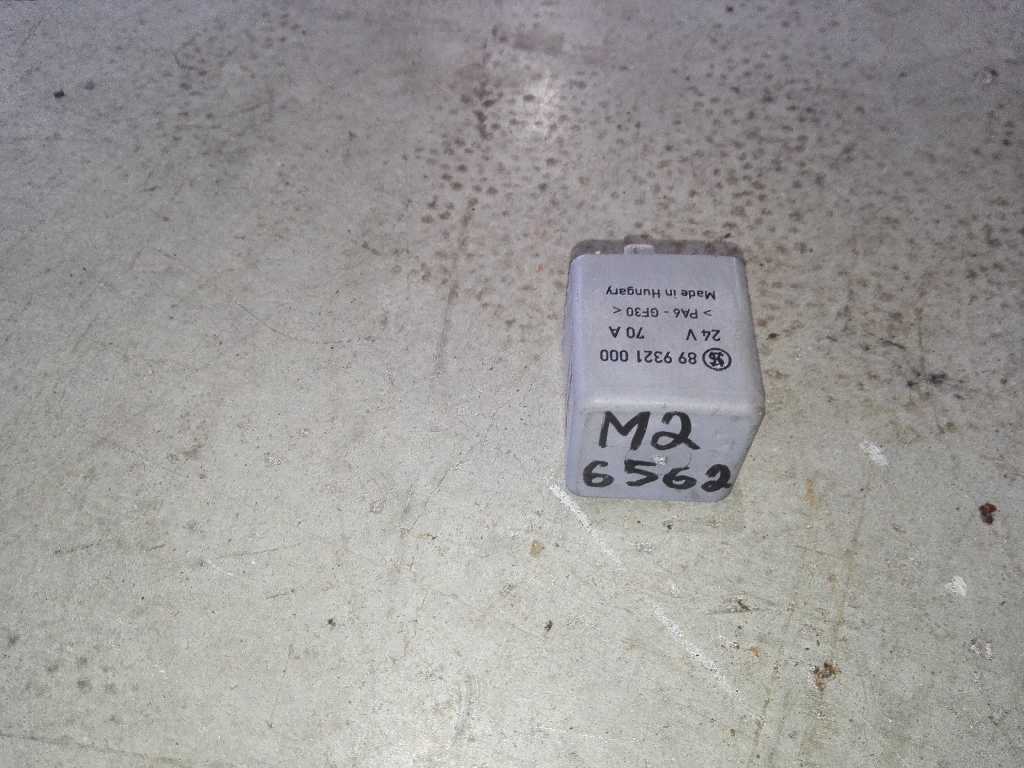 89 9321 000
24 V 70 A
> PA6 - GF30 <
Made in Hungary
M2
6562